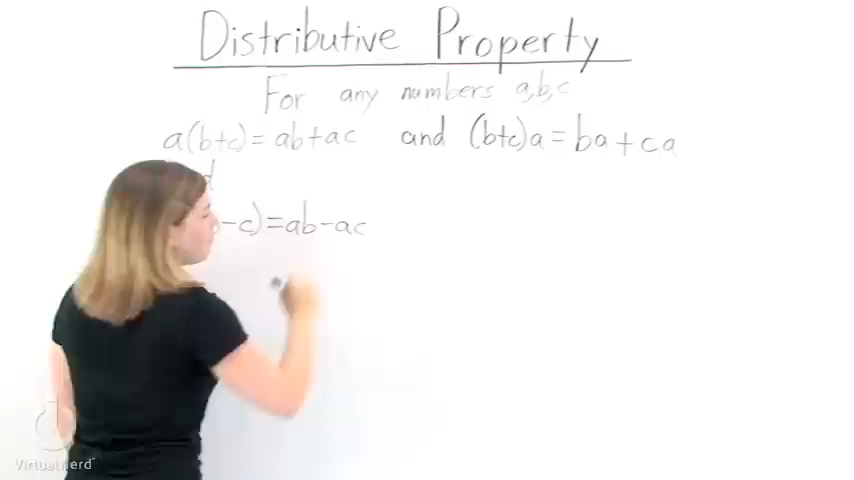 Distributive Property
For any numbers a,b,c
a(b+c)=ab+ac and (b+c)a=ba+ca
-c)=ab-ac
VirtualNerd